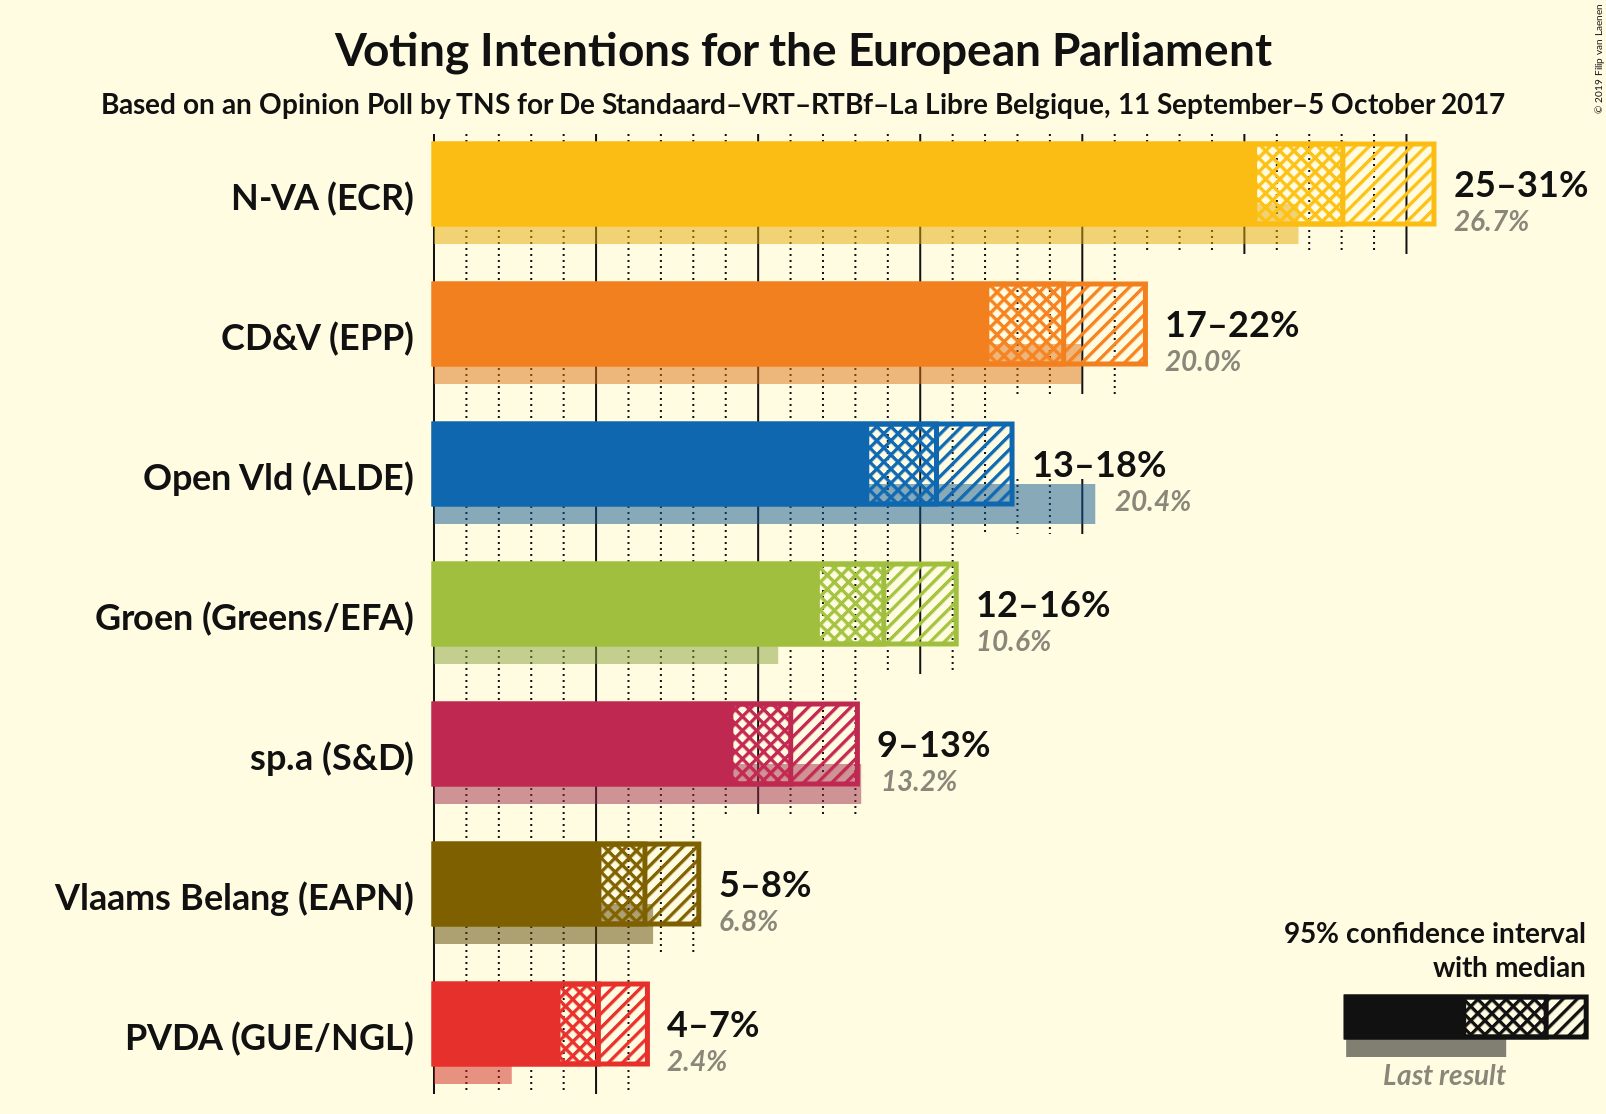 Voting Intentions for the European Parliament
Based on an Opinion Poll by TNS for De Standaard–VRT–RTBf–La Libre Belgique, 11 September–5 October 2017
© 2019 Filip van Laenen
N-VA (ECR)
25–31%
26.7%
CD&V (EPP)
17–22%
20.0%
Open Vld (ALDE)
13–18%
20.4%
Groen (Greens/EFA)
12–16%
10.6%
sp.a (S&D)
9–13%
13.2%
Vlaams Belang (EAPN)
5–8%
6.8%
PVDA (GUE/NGL)
4–7%
2.4%
95% confidence interval
with median
Last result